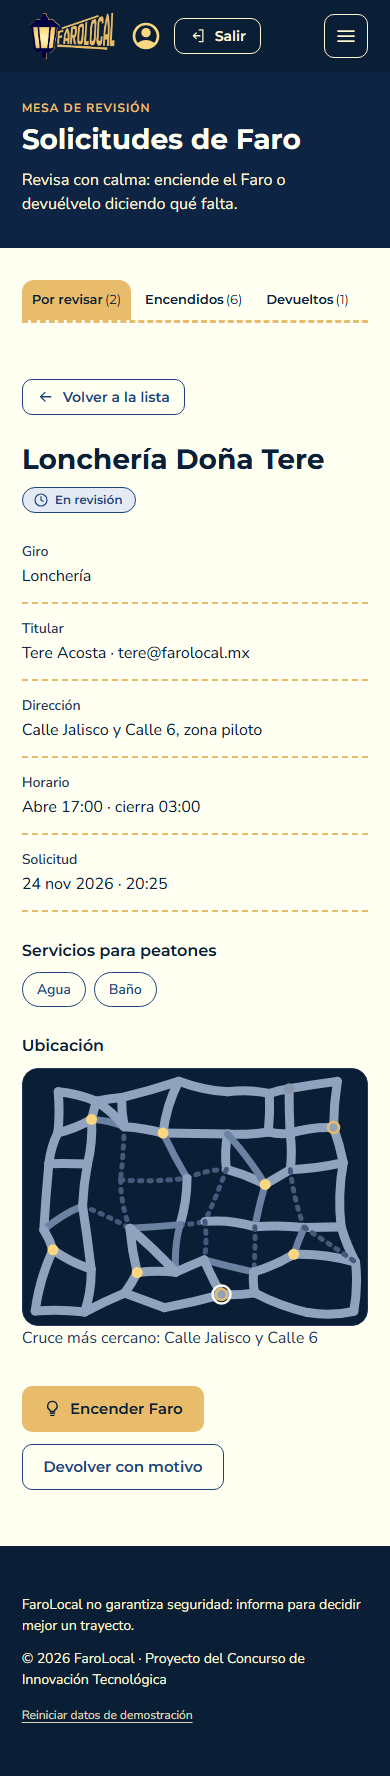 FAROLOCAL
Salir
MESA DE REVISIÓN
Solicitudes de Faro
Revisa con calma: enciende el Faro o
devuélvelo diciendo qué falta.
Por revisar (2)
Encendidos (6)
Devueltos (1)
Volver a la lista
Lonchería Doña Tere
En revisión
Giro
Lonchería
Titular
Tere Acosta · tere@farolocal.mx
Dirección
Calle Jalisco y Calle 6, zona piloto
Horario
Abre 17:00 · cierra 03:00
Solicitud
24 nov 2026 · 20:25
Servicios para peatones
Agua
Baño
Ubicación
Cruce más cercano: Calle Jalisco y Calle 6
Encender Faro
Devolver con motivo
FaroLocal no garantiza seguridad: informa para decidir
mejor un trayecto.
© 2026 FaroLocal · Proyecto del Concurso de
Innovación Tecnológica
Reiniciar datos de demostración